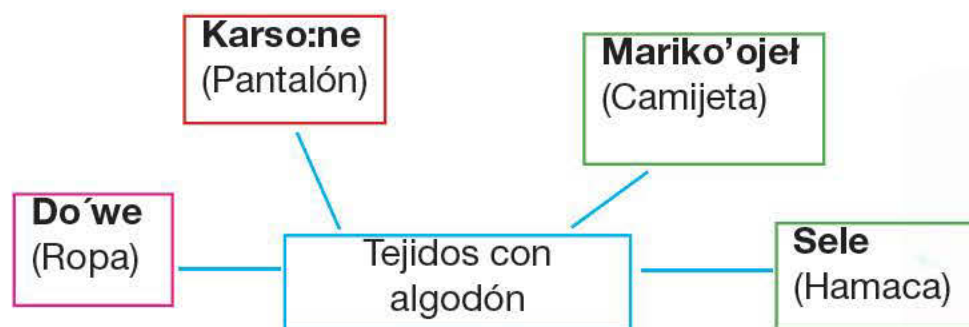 Karso:ne
(Pantalón)
Mariko’ojeł
(Camijeta)
Do´we
(Ropa)
Tejidos con
algodón
Sele
(Hamaca)